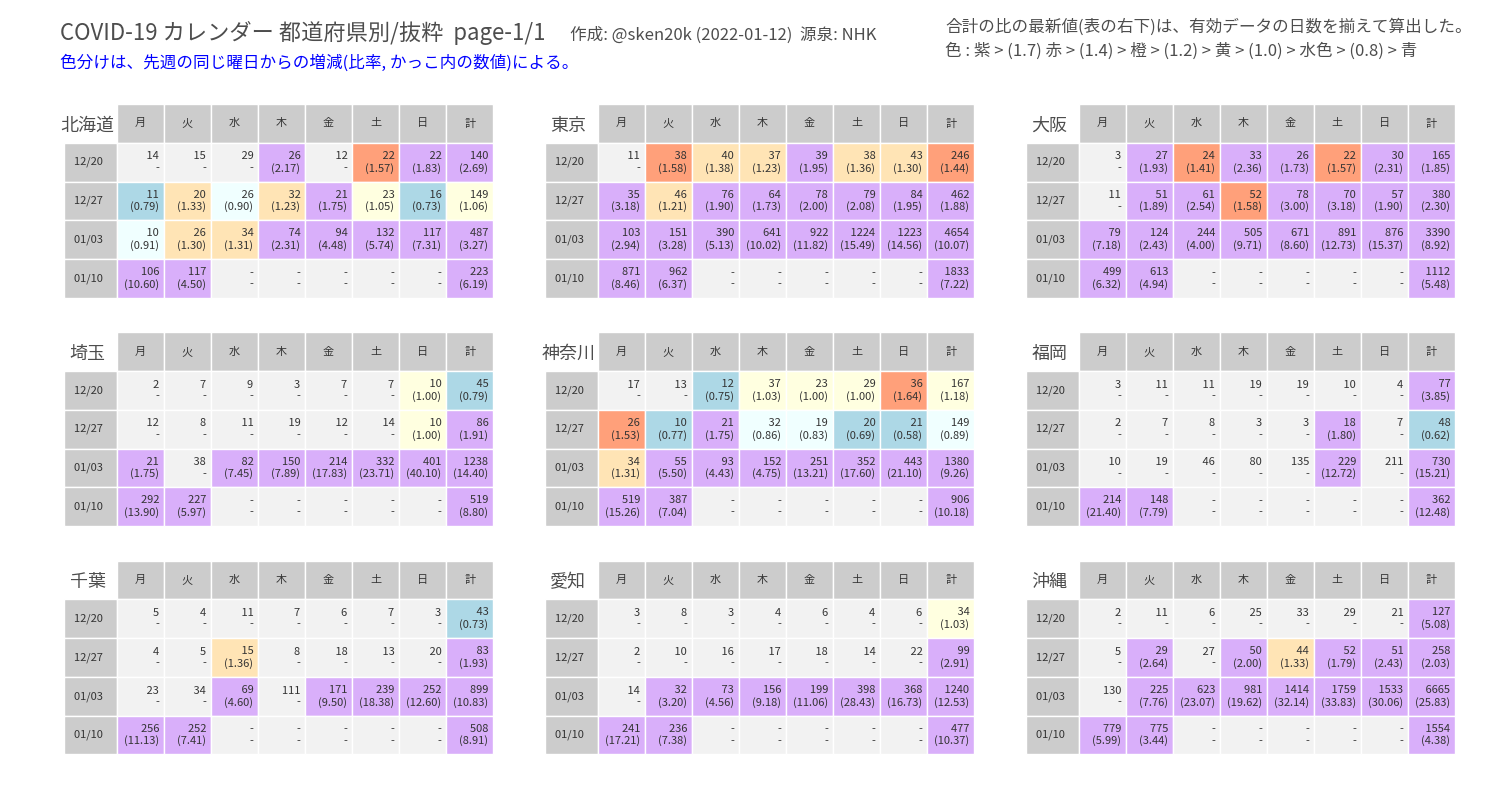 COVID-19 カレンダー 都道府県別/抜粋 page-1/1 作成: @sken20k (2022-01-12) 源泉: NHK
合計の比の最新値(表の右下)は、有効データの日数を揃えて算出した。
色分けは、先週の同じ曜日からの増減(比率, かっこ内の数値)による。
色 : 紫 > (1.7) 赤 > (1.4) 橙 > (1.2) 黄 > (1.0) > 水色 > (0.8) > 青
北海道 月 火 水 木 金 土 日 計
12/20 14 15 29 26 12 22 22 140
- - - (2.17) - (1.57) (1.83) (2.69)
12/27 11 20 26 32 21 23 16 149
(0.79) (1.33) (0.90) (1.23) (1.75) (1.05) (0.73) (1.06)
01/03 10 26 34 74 94 132 117 487
(0.91) (1.30) (1.31) (2.31) (4.48) (5.74) (7.31) (3.27)
01/10 106 117 - - - - - 223
(10.60) (4.50) - - - - - (6.19)
東京 月 火 水 木 金 土 日 計
12/20 11 38 40 37 39 38 43 246
- (1.58) (1.38) (1.23) (1.95) (1.36) (1.30) (1.44)
12/27 35 46 76 64 78 79 84 462
(3.18) (1.21) (1.90) (1.73) (2.00) (2.08) (1.95) (1.88)
01/03 103 151 390 641 922 1224 1223 4654
(2.94) (3.28) (5.13) (10.02) (11.82) (15.49) (14.56) (10.07)
01/10 871 962 - - - - - 1833
(8.46) (6.37) - - - - - (7.22)
大阪 月 火 水 木 金 土 日 計
12/20 3 27 24 33 26 22 30 165
- (1.93) (1.41) (2.36) (1.73) (1.57) (2.31) (1.85)
12/27 11 51 61 52 78 70 57 380
- (1.89) (2.54) (1.58) (3.00) (3.18) (1.90) (2.30)
01/03 79 124 244 505 671 891 876 3390
(7.18) (2.43) (4.00) (9.71) (8.60) (12.73) (15.37) (8.92)
01/10 499 613 - - - - - 1112
(6.32) (4.94) - - - - - (5.48)
埼玉 月 火 水 木 金 土 日 計
12/20 2 7 9 3 7 7 10 45
- - - - - - (1.00) (0.79)
12/27 12 8 11 19 12 14 10 86
- - - - - - (1.00) (1.91)
01/03 21 38 82 150 214 332 401 1238
(1.75) - (7.45) (7.89) (17.83) (23.71) (40.10) (14.40)
01/10 292 227 - - - - - 519
(13.90) (5.97) - - - - - (8.80)
神奈川 月 火 水 木 金 土 日 計
12/20 17 13 12 37 23 29 36 167
- - (0.75) (1.03) (1.00) (1.00) (1.64) (1.18)
12/27 26 10 21 32 19 20 21 149
(1.53) (0.77) (1.75) (0.86) (0.83) (0.69) (0.58) (0.89)
01/03 34 55 93 152 251 352 443 1380
(1.31) (5.50) (4.43) (4.75) (13.21) (17.60) (21.10) (9.26)
01/10 519 387 - - - - - 906
(15.26) (7.04) - - - - - (10.18)
福岡 月 火 水 木 金 土 日 計
12/20 3 11 11 19 19 10 4 77
- - - - - - - (3.85)
12/27 2 7 8 3 3 18 7 48
- - - - - (1.80) - (0.62)
01/03 10 19 46 80 135 229 211 730
- - - - - (12.72) - (15.21)
01/10 214 148 - - - - - 362
(21.40) (7.79) - - - - - (12.48)
千葉 月 火 水 木 金 土 日 計
12/20 5 4 11 7 6 7 3 43
- - - - - - - (0.73)
12/27 4 5 15 8 18 13 20 83
- - (1.36) - - - - (1.93)
01/03 23 34 69 111 171 239 252 899
- - (4.60) - (9.50) (18.38) (12.60) (10.83)
01/10 256 252 - - - - - 508
(11.13) (7.41) - - - - - (8.91)
愛知 月 火 水 木 金 土 日 計
12/20 3 8 3 4 6 4 6 34
- - - - - - - (1.03)
12/27 2 10 16 17 18 14 22 99
- - - - - - - (2.91)
01/03 14 32 73 156 199 398 368 1240
- (3.20) (4.56) (9.18) (11.06) (28.43) (16.73) (12.53)
01/10 241 236 - - - - - 477
(17.21) (7.38) - - - - - (10.37)
沖縄 月 火 水 木 金 土 日 計
12/20 2 11 6 25 33 29 21 127
- - - - - - - (5.08)
12/27 5 29 27 50 44 52 51 258
- (2.64) - (2.00) (1.33) (1.79) (2.43) (2.03)
01/03 130 225 623 981 1414 1759 1533 6665
- (7.76) (23.07) (19.62) (32.14) (33.83) (30.06) (25.83)
01/10 779 775 - - - - - 1554
(5.99) (3.44) - - - - - (4.38)